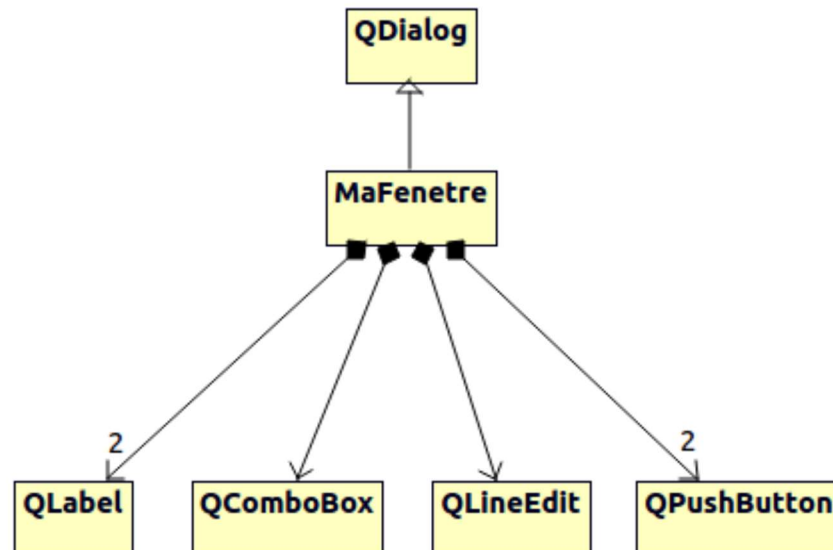 QDialog
MaFenetre
2
2
QLabel
QComboBox
QLineEdit
QPushButton